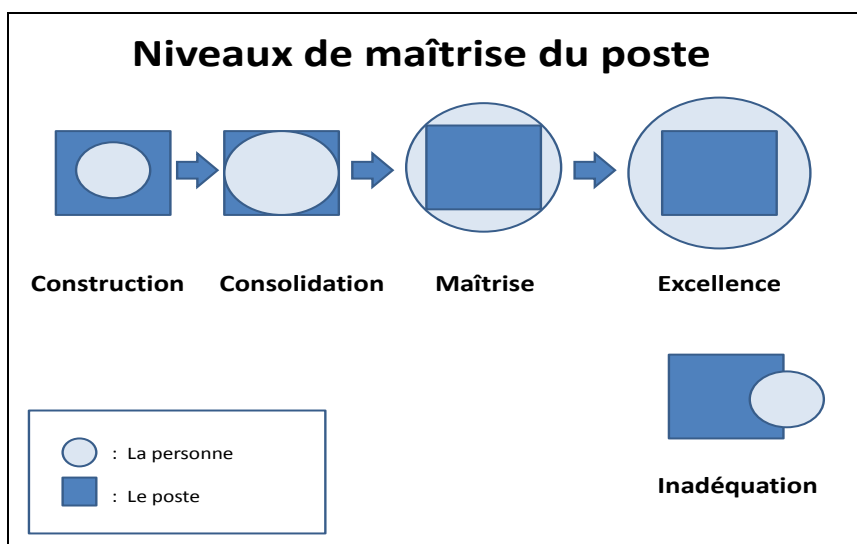 Niveaux de maîtrise du poste
Construction Consolidation Maîtrise Excellence
Inadéquation
: La personne
: Le poste